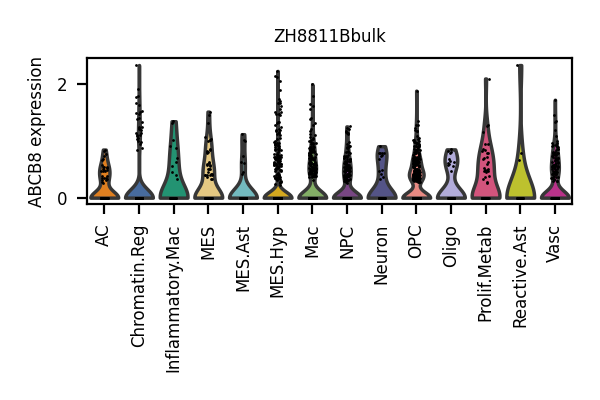 ZH8811Bbulk
ABCB8 expression
2
0
AC
Chromatin.Reg
Inflammatory.Mac
MES
MES.Ast
MES.Hyp
Mac
NPC
Neuron
OPC
Oligo
Prolif.Metab
Reactive.Ast
Vasc